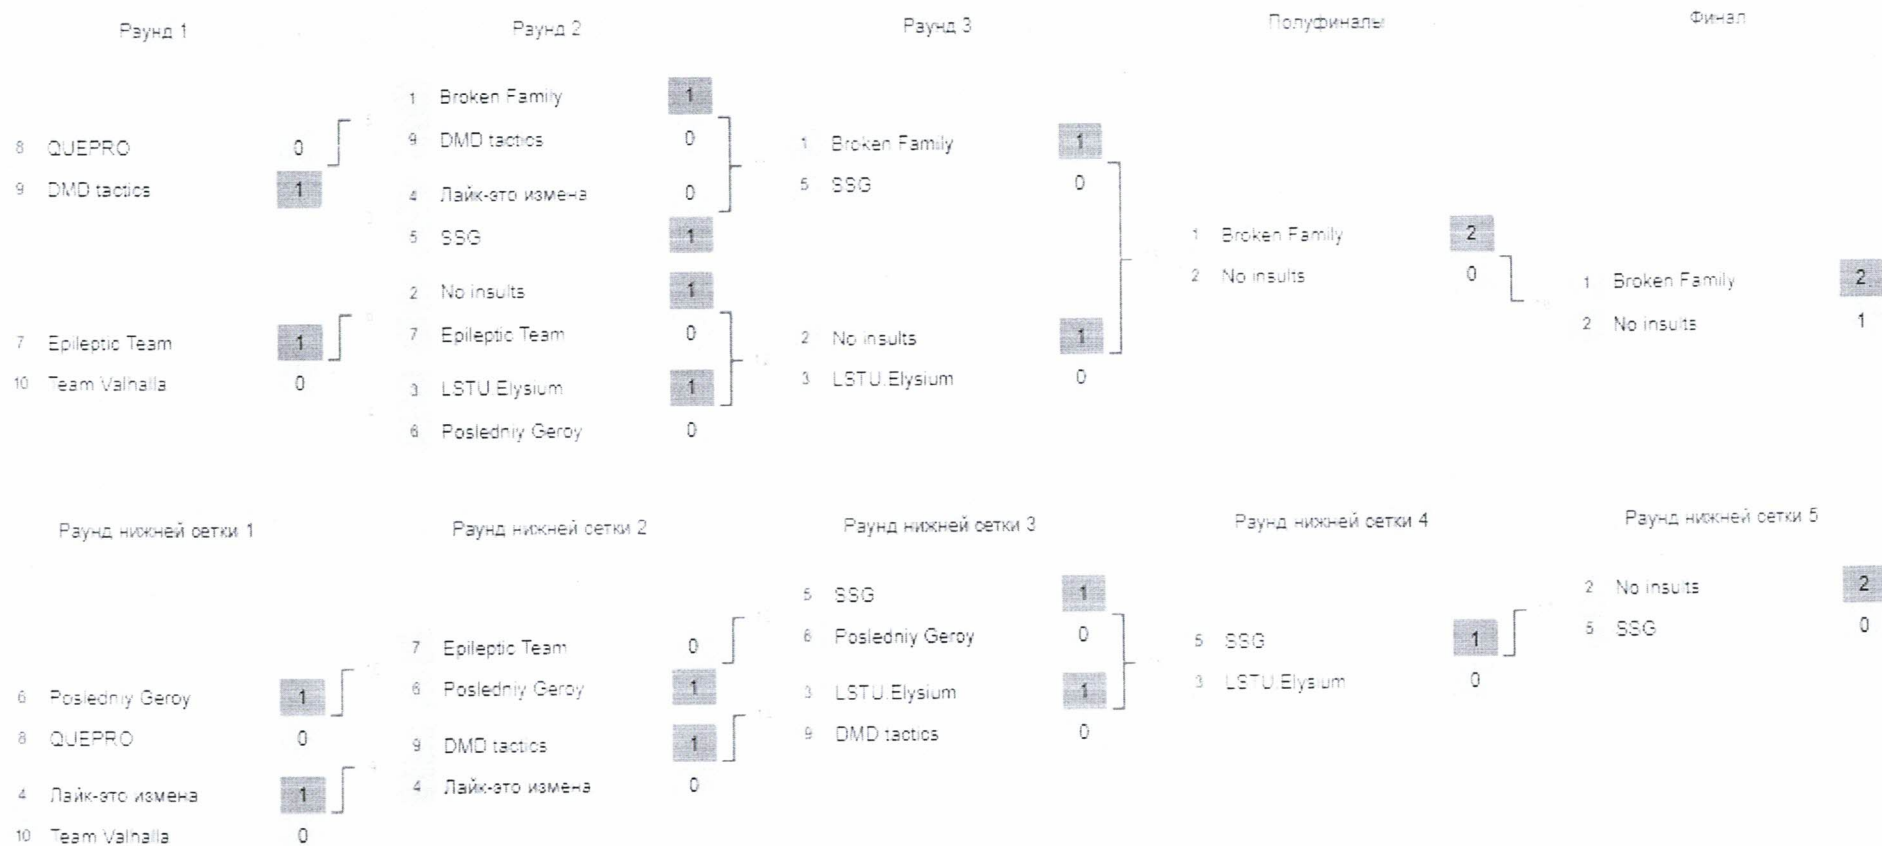 Раунд 1
Раунд 2
Раунд 3
Полуфиналы
Финал
8 QUEPRO 0
9 DMD tactics 1
7 Epileptic Team 1
10 Team Valhalla 0
1 Broken Family 1
9 DMD tactics 0
4 Лайк-это измена 0
5 SSG 1
2 No insults 1
7 Epileptic Team 0
3 LSTU.Elysium 1
6 Posledniy Geroy 0
1 Broken Family 1
5 SSG 0
2 No insults 1
3 LSTU.Elysium 0
1 Broken Family 2
2 No insults 0
1 Broken Family 2
2 No insults 1
Раунд нижней сетки 1
Раунд нижней сетки 2
Раунд нижней сетки 3
Раунд нижней сетки 4
Раунд нижней сетки 5
6 Posledniy Geroy 1
8 QUEPRO 0
4 Лайк-это измена 1
10 Team Valhalla 0
7 Epileptic Team 0
6 Posledniy Geroy 1
9 DMD tactics 1
4 Лайк-это измена 0
5 SSG 1
6 Posledniy Geroy 0
3 LSTU.Elysium 1
9 DMD tactics 0
5 SSG 1
3 LSTU.Elysium 0
2 No insults 2
5 SSG 0